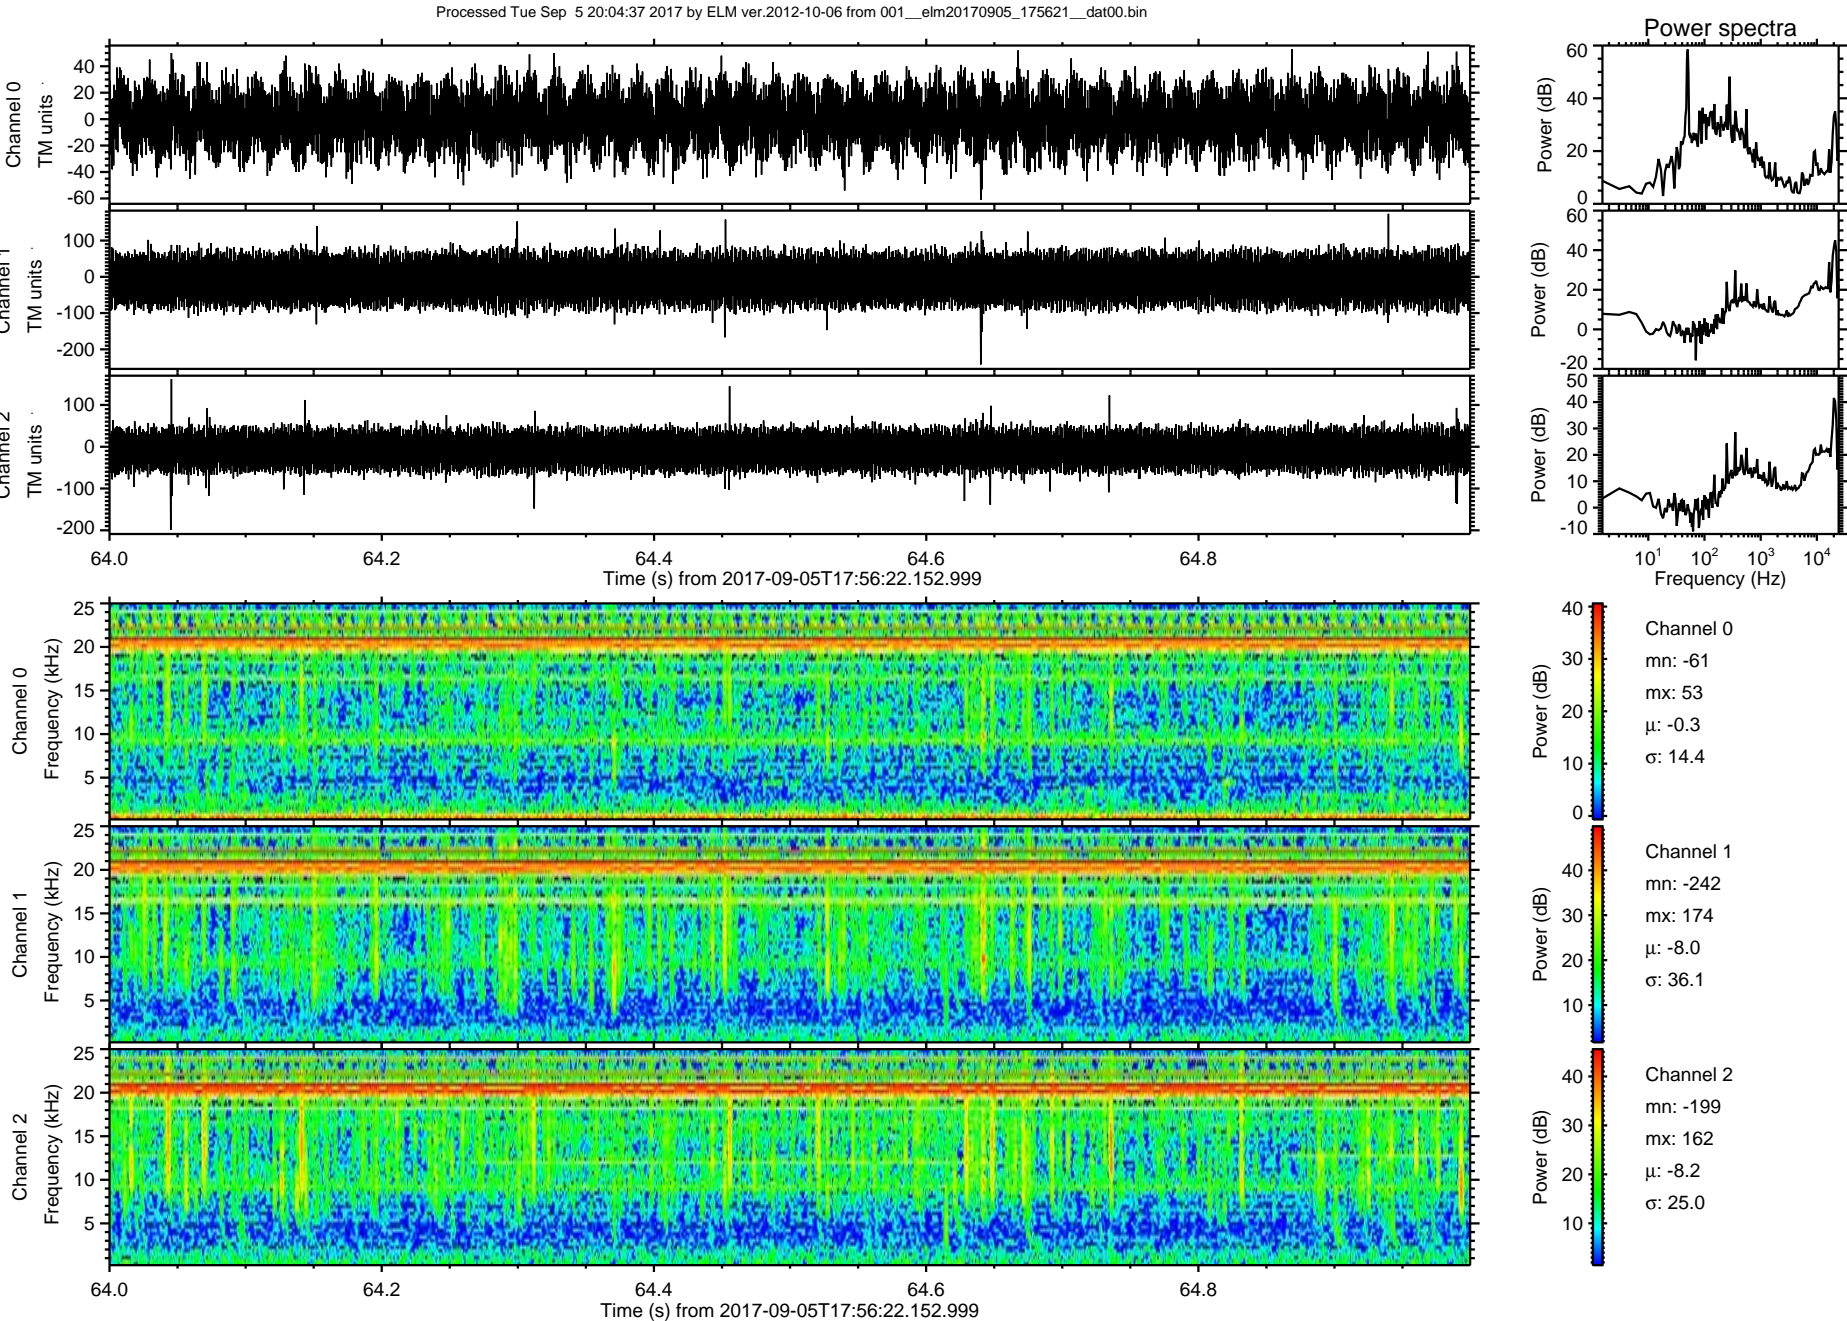 Processed Tue Sep  5 20:04:37 2017 by ELM ver.2012-10-06 from 001__elm20170905_175621__dat00.bin
Power spectra
Channel 0
TM units
40
20
0
-20
-40
-60
Power (dB)
60
40
20
0
Channel 1
TM units
100
0
-100
-200
Power (dB)
60
40
20
0
-20
Channel 2
TM units
100
0
-100
-200
Power (dB)
50
40
30
20
10
0
-10
64.0 64.2 64.4 64.6 64.8
Time (s) from 2017-09-05T17:56:22.152.999
10¹ 10² 10³ 10⁴
Frequency (Hz)
Channel 0
Frequency (kHz)
25
20
15
10
5
Power (dB)
40
30
20
10
0
Channel 0
mn: -61
mx: 53
μ: -0.3
σ: 14.4
Channel 1
Frequency (kHz)
25
20
15
10
5
Power (dB)
40
30
20
10
Channel 1
mn: -242
mx: 174
μ: -8.0
σ: 36.1
Channel 2
Frequency (kHz)
25
20
15
10
5
Power (dB)
40
30
20
10
Channel 2
mn: -199
mx: 162
μ: -8.2
σ: 25.0
64.0 64.2 64.4 64.6 64.8
Time (s) from 2017-09-05T17:56:22.152.999